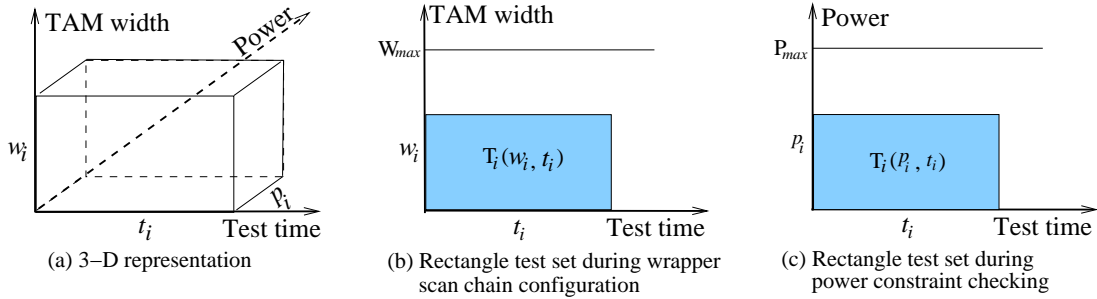 TAM width
Power
w_i
p_i
t_i
Test time
(a) 3–D representation
TAM width
W_max
w_i
T_i(w_i, t_i)
t_i
Test time
(b) Rectangle test set during wrapper
scan chain configuration
Power
P_max
p_i
T_i(p_i, t_i)
t_i
Test time
(c) Rectangle test set during
power constraint checking